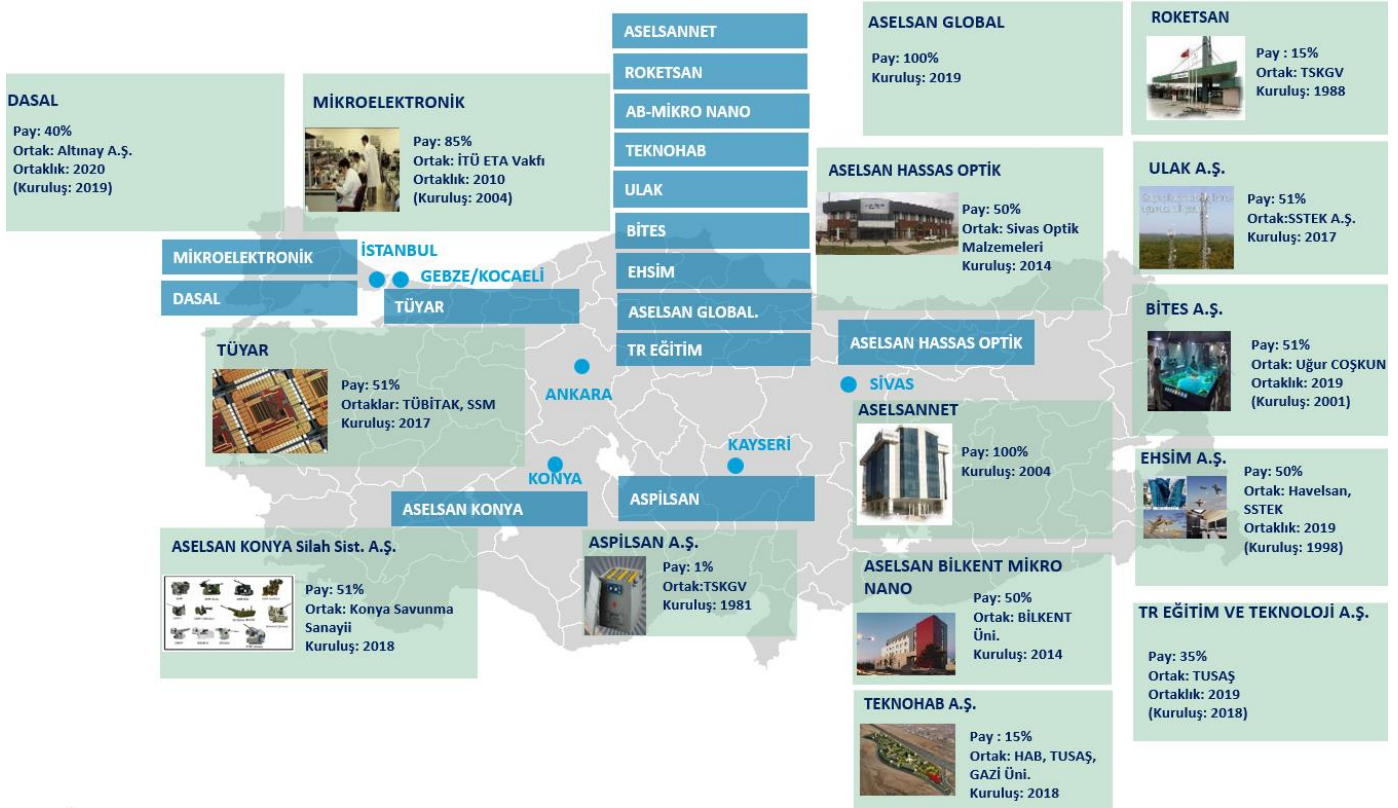 DASAL
Pay: 40%
Ortak: Altınay A.Ş.
Ortaklık: 2020
(Kuruluş: 2019)
MİKROELEKTRONİK
Pay: 85%
Ortak: İTÜ ETA Vakfı
Ortaklık: 2010
(Kuruluş: 2004)
ASELSANNET
ROKETSAN
AB-MİKRO NANO
TEKNOHAB
ULAK
BİTES
EHSİM
ASELSAN GLOBAL.
TR EĞİTİM
ASELSAN GLOBAL
Pay: 100%
Kuruluş: 2019
ROKETSAN
Pay : 15%
Ortak: TSKGV
Kuruluş: 1988
ASELSAN HASSAS OPTİK
Pay: 50%
Ortak: Sivas Optik
Malzemeleri
Kuruluş: 2014
ULAK A.Ş.
Pay: 51%
Ortak:SSTEK A.Ş.
Kuruluş: 2017
MİKROELEKTRONİK
DASAL
İSTANBUL
GEBZE/KOCAELİ
TÜYAR
TÜYAR
Pay: 51%
Ortaklar: TÜBİTAK, SSM
Kuruluş: 2017
ANKARA
ASELSAN HASSAS OPTİK
SİVAS
BİTES A.Ş.
Pay: 51%
Ortak: Uğur COŞKUN
Ortaklık: 2019
(Kuruluş: 2001)
ASELSANNET
Pay: 100%
Kuruluş: 2004
KONYA
ASELSAN KONYA
KAYSERİ
ASPİLSAN
EHSİM A.Ş.
Pay: 50%
Ortak: Havelsan,
SSTEK
Ortaklık: 2019
(Kuruluş: 1998)
ASELSAN KONYA Silah Sist. A.Ş.
Pay: 51%
Ortak: Konya Savunma
Sanayii
Kuruluş: 2018
ASPİLSAN A.Ş.
Pay: 1%
Ortak:TSKGV
Kuruluş: 1981
ASELSAN BİLKENT MİKRO
NANO
Pay: 50%
Ortak: BİLKENT
Üni.
Kuruluş: 2014
TR EĞİTİM VE TEKNOLOJİ A.Ş.
Pay: 35%
Ortak: TUSAŞ
Ortaklık: 2019
(Kuruluş: 2018)
TEKNOHAB A.Ş.
Pay : 15%
Ortak: HAB, TUSAŞ,
GAZİ Üni.
Kuruluş: 2018